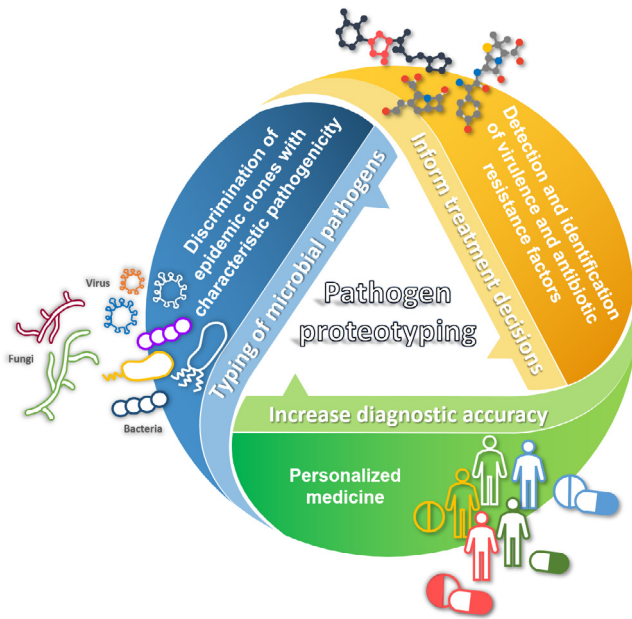 Discrimination of
epidemic clones with
characteristic pathogenicity
Typing of microbial pathogens
Inform treatment decisions
Detection and identification
of virulence and antibiotic
resistance factors
Pathogen
proteotyping
Virus
Fungi
Bacteria
Increase diagnostic accuracy
Personalized
medicine